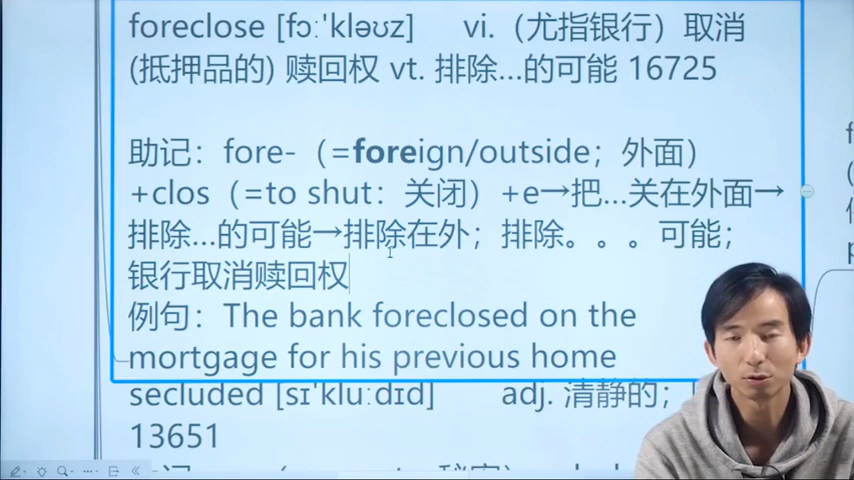 foreclose [fɔː'kləʊz] vi.（尤指银行）取消
(抵押品的) 赎回权 vt. 排除...的可能 16725
助记：fore-（=foreign/outside；外面）
+clos（=to shut：关闭）+e→把...关在外面→
排除...的可能→排除在外；排除。。。可能；
银行取消赎回权
例句：The bank foreclosed on the
mortgage for his previous home
secluded [sɪ'kluːdɪd] adj. 清静的；
13651